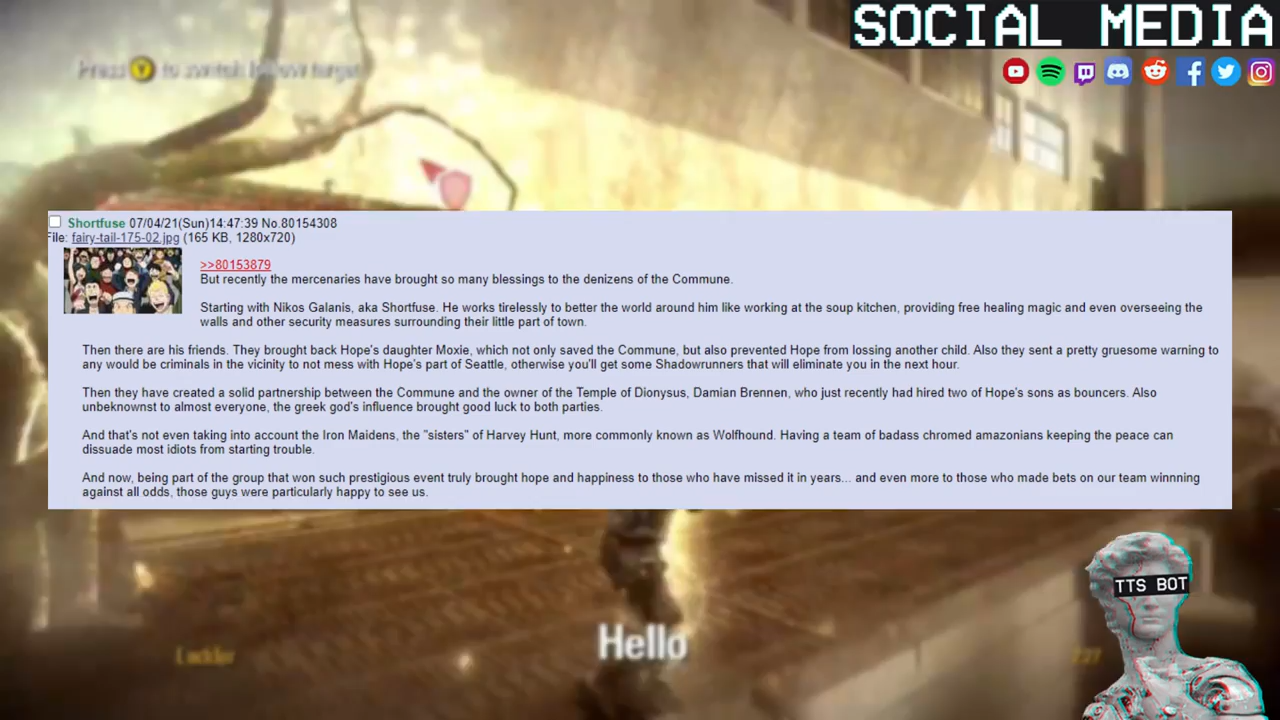 SOCIAL MEDIA
Press Y to switch follow target
Shortfuse 07/04/21(Sun)14:47:39 No.80154308
File: fairy-tail-175-02.jpg (165 KB, 1280x720)
>>80153879
But recently the mercenaries have brought so many blessings to the denizens of the Commune.
Starting with Nikos Galanis, aka Shortfuse. He works tirelessly to better the world around him like working at the soup kitchen, providing free healing magic and even overseeing the
walls and other security measures surrounding their little part of town.
Then there are his friends. They brought back Hope's daughter Moxie, which not only saved the Commune, but also prevented Hope from lossing another child. Also they sent a pretty gruesome warning to
any would be criminals in the vicinity to not mess with Hope's part of Seattle, otherwise you'll get some Shadowrunners that will eliminate you in the next hour.
Then they have created a solid partnership between the Commune and the owner of the Temple of Dionysus, Damian Brennen, who just recently had hired two of Hope's sons as bouncers. Also
unbeknownst to almost everyone, the greek god's influence brought good luck to both parties.
And that's not even taking into account the Iron Maidens, the "sisters" of Harvey Hunt, more commonly known as Wolfhound. Having a team of badass chromed amazonians keeping the peace can
dissuade most idiots from starting trouble.
And now, being part of the group that won such prestigious event truly brought hope and happiness to those who have missed it in years... and even more to those who made bets on our team winnning
against all odds, those guys were particularly happy to see us.
TTS BOT
Hello